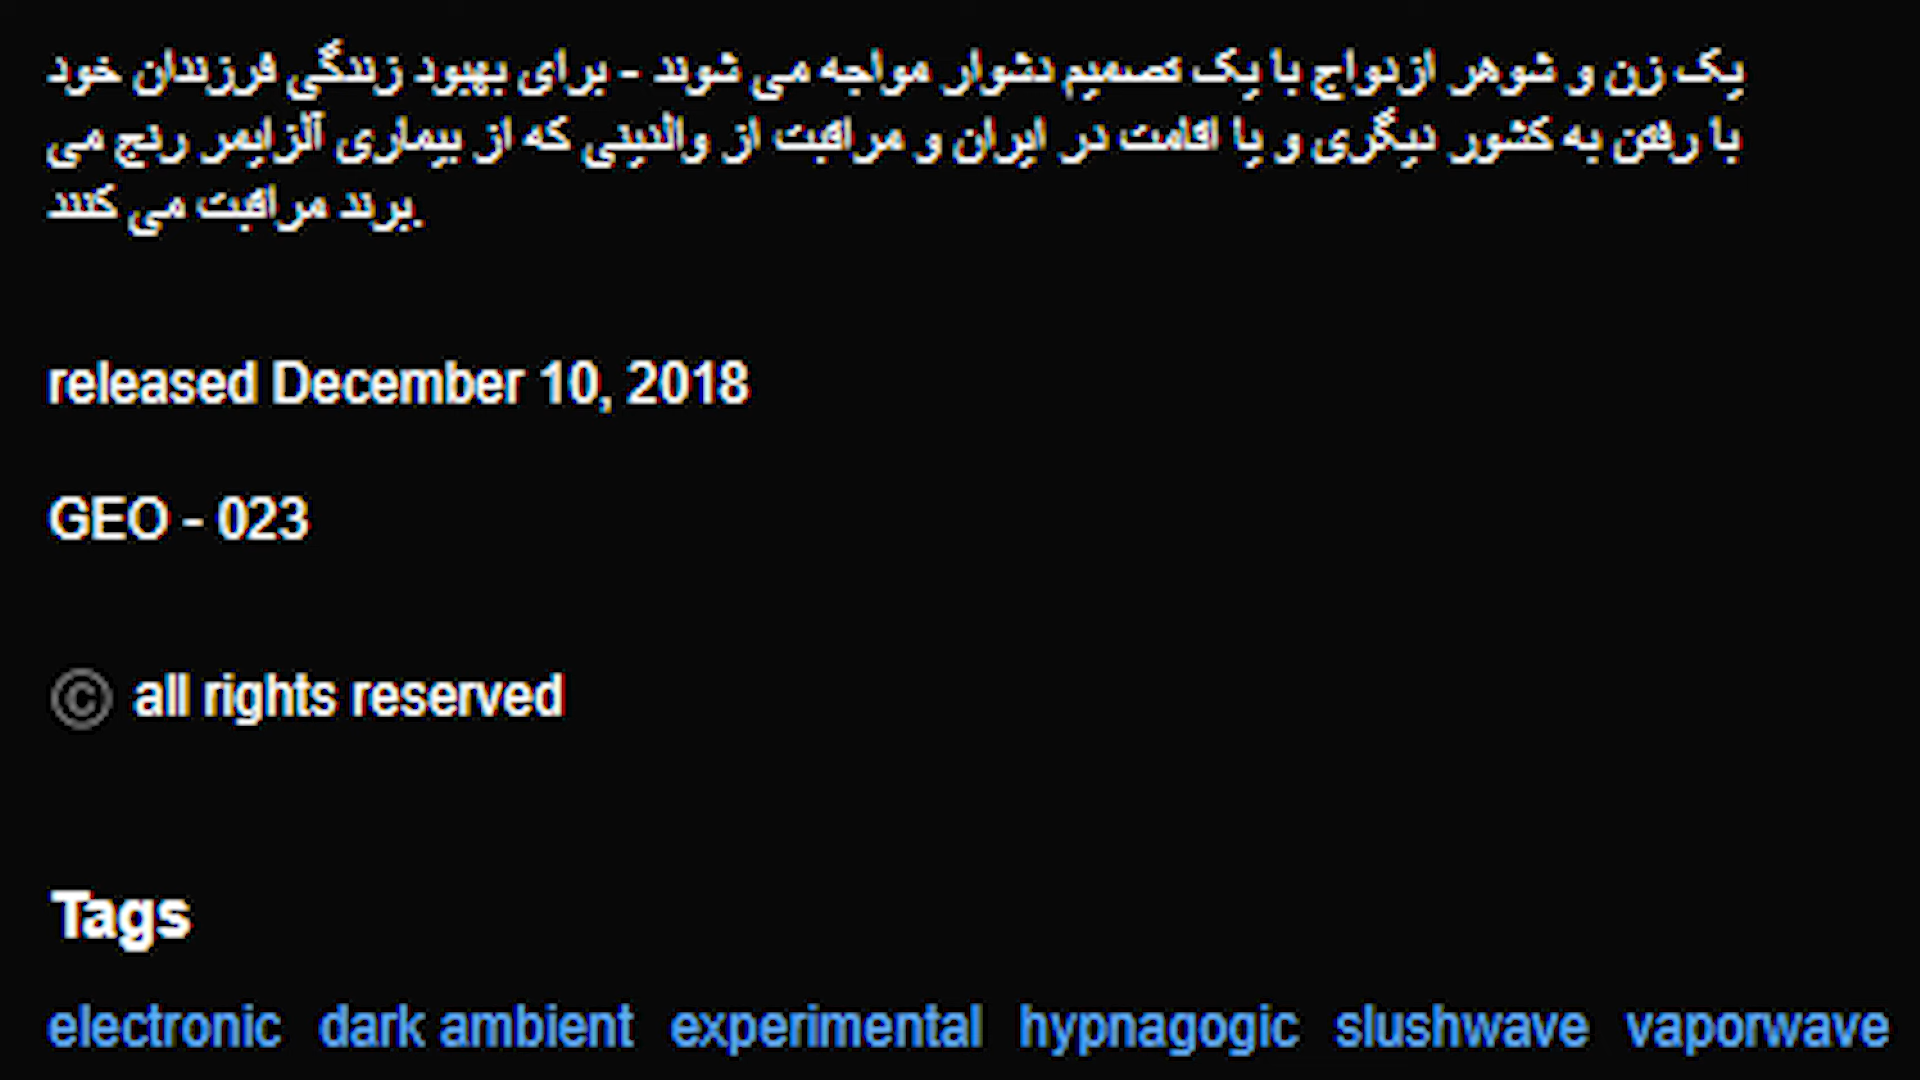 یک زن و شوهر ازدواج با یک تصمیم دشوار مواجه می شوند - برای بهبود زندگی فرزندان خود
با رفتن به کشور دیگری و یا اقامت در ایران و مراقبت از والدینی که از بیماری آلزایمر رنج می
برند مراقبت می کنند.
released December 10, 2018
GEO - 023
© all rights reserved
Tags
electronic dark ambient experimental hypnagogic slushwave vaporwave